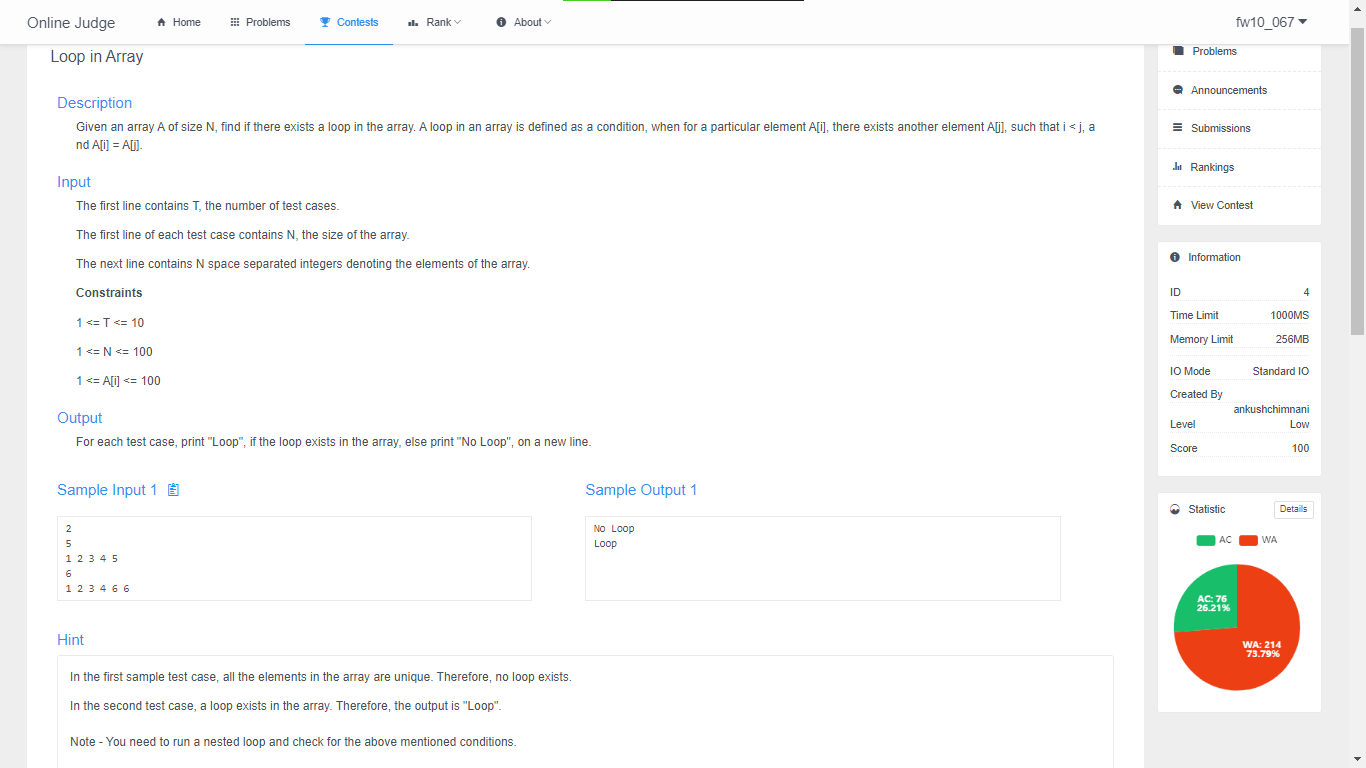 Online Judge
Home
Problems
Contests
Rank
About
fw10_067
Loop in Array
Description
Given an array A of size N, find if there exists a loop in the array. A loop in an array is defined as a condition, when for a particular element A[i], there exists another element A[j], such that i < j, a
nd A[i] = A[j].
Input
The first line contains T, the number of test cases.
The first line of each test case contains N, the size of the array.
The next line contains N space separated integers denoting the elements of the array.
Constraints
1 <= T <= 10
1 <= N <= 100
1 <= A[i] <= 100
Output
For each test case, print "Loop", if the loop exists in the array, else print "No Loop", on a new line.
Sample Input 1
2
5
1 2 3 4 5
6
1 2 3 4 6 6
Sample Output 1
No Loop
Loop
Hint
In the first sample test case, all the elements in the array are unique. Therefore, no loop exists.
In the second test case, a loop exists in the array. Therefore, the output is "Loop".
Note - You need to run a nested loop and check for the above mentioned conditions.
Problems
Announcements
Submissions
Rankings
View Contest
Information
ID 4
Time Limit 1000MS
Memory Limit 256MB
IO Mode Standard IO
Created By
ankushchimnani
Level Low
Score 100
Statistic Details
AC WA
AC: 76
26.21%
WA: 214
73.79%